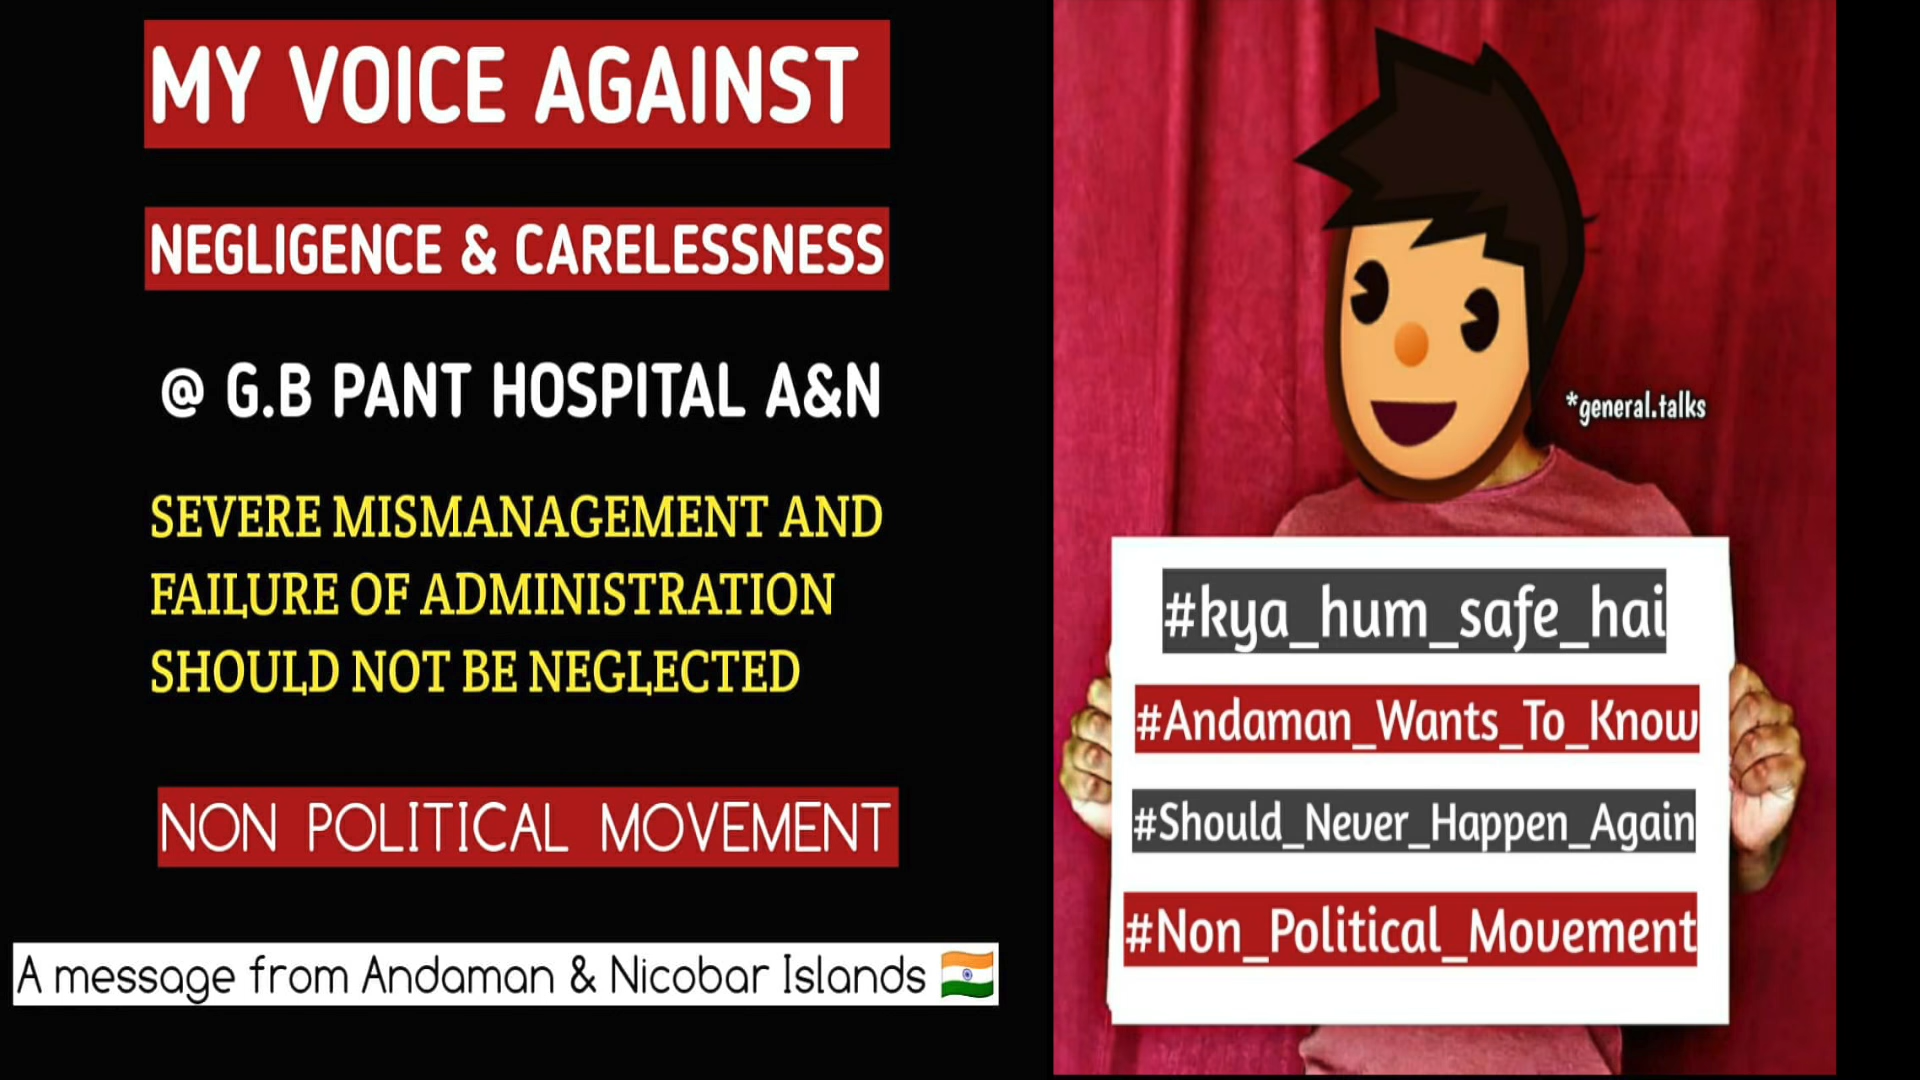 MY VOICE AGAINST
NEGLIGENCE & CARELESSNESS
@ G.B PANT HOSPITAL A&N
SEVERE MISMANAGEMENT AND
FAILURE OF ADMINISTRATION
SHOULD NOT BE NEGLECTED
NON POLITICAL MOVEMENT
A message from Andaman & Nicobar Islands 🇮🇳
*general.talks
#kya_hum_safe_hai
#Andaman_Wants_To_Know
#Should_Never_Happen_Again
#Non_Political_Movement